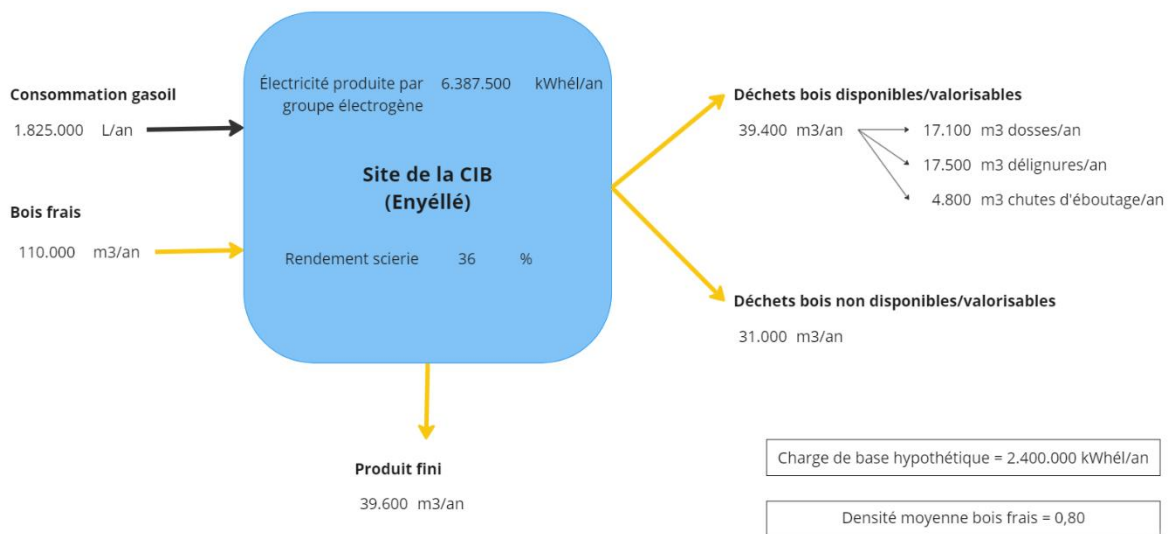 Consommation gasoil
1.825.000 L/an
Bois frais
110.000 m3/an
Électricité produite par 6.387.500 kWhél/an
groupe électrogène
Site de la CIB
(Enyéllé)
Rendement scierie 36 %
Déchets bois disponibles/valorisables
39.400 m3/an
17.100 m3 dosses/an
17.500 m3 délignures/an
4.800 m3 chutes d'éboutage/an
Déchets bois non disponibles/valorisables
31.000 m3/an
Produit fini
39.600 m3/an
Charge de base hypothétique = 2.400.000 kWhél/an
Densité moyenne bois frais = 0,80